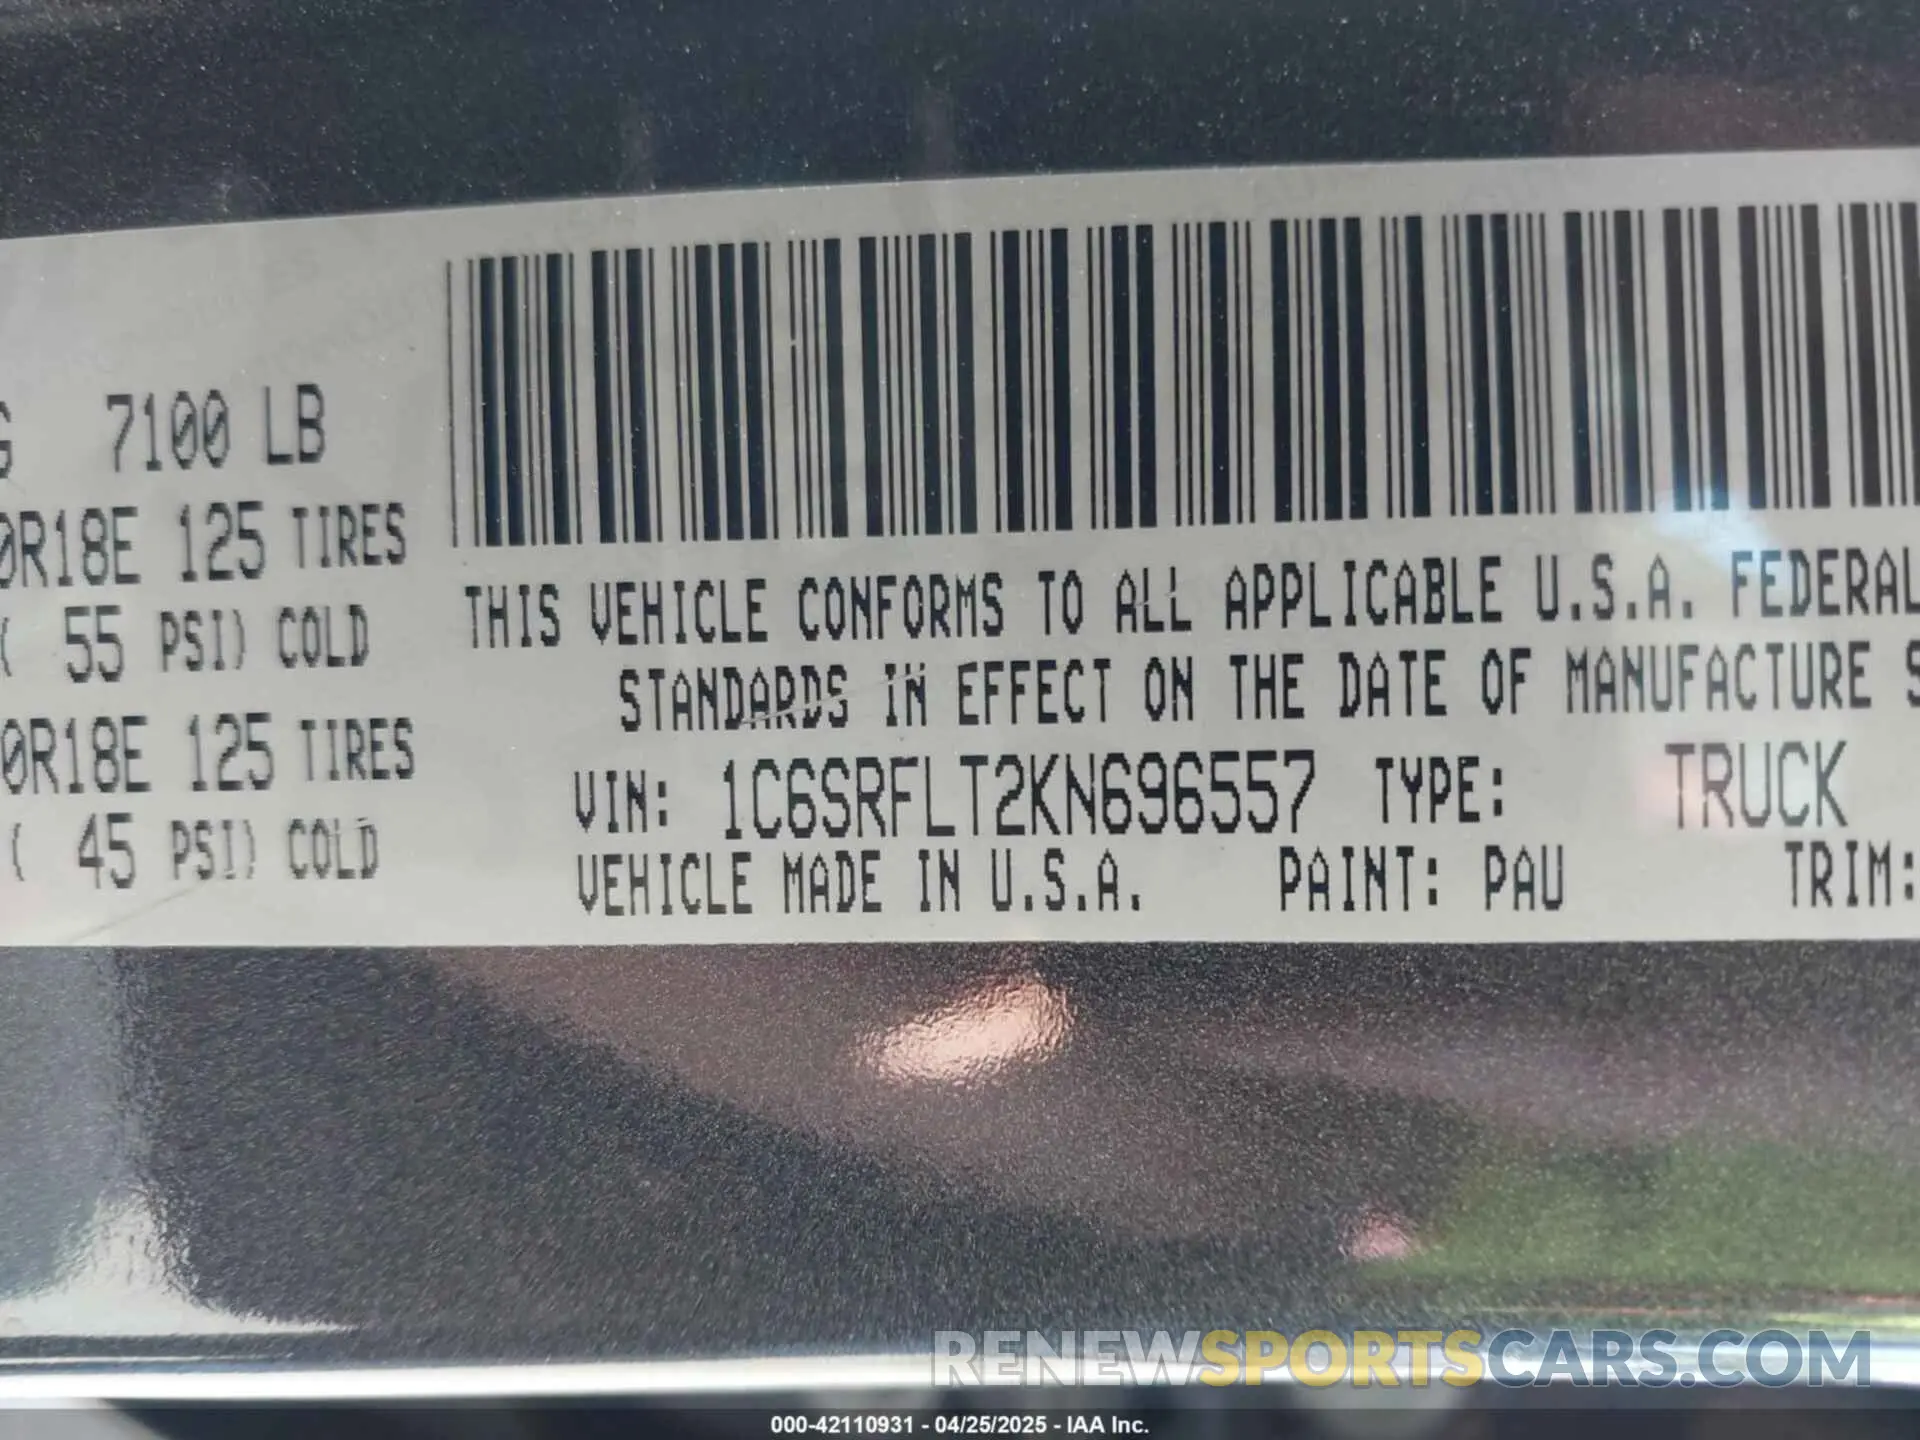 G 7100 LB
0R18E 125 TIRES
( 55 PSI) COLD
0R18E 125 TIRES
( 45 PSI) COLD
THIS VEHICLE CONFORMS TO ALL APPLICABLE U.S.A. FEDERAL
STANDARDS IN EFFECT ON THE DATE OF MANUFACTURE S
VIN: 1C6SRFLT2KN696557 TYPE: TRUCK
VEHICLE MADE IN U.S.A. PAINT: PAU TRIM:
RENEWSPORTSCARS.COM
000-42110931 - 04/25/2025 - IAA Inc.